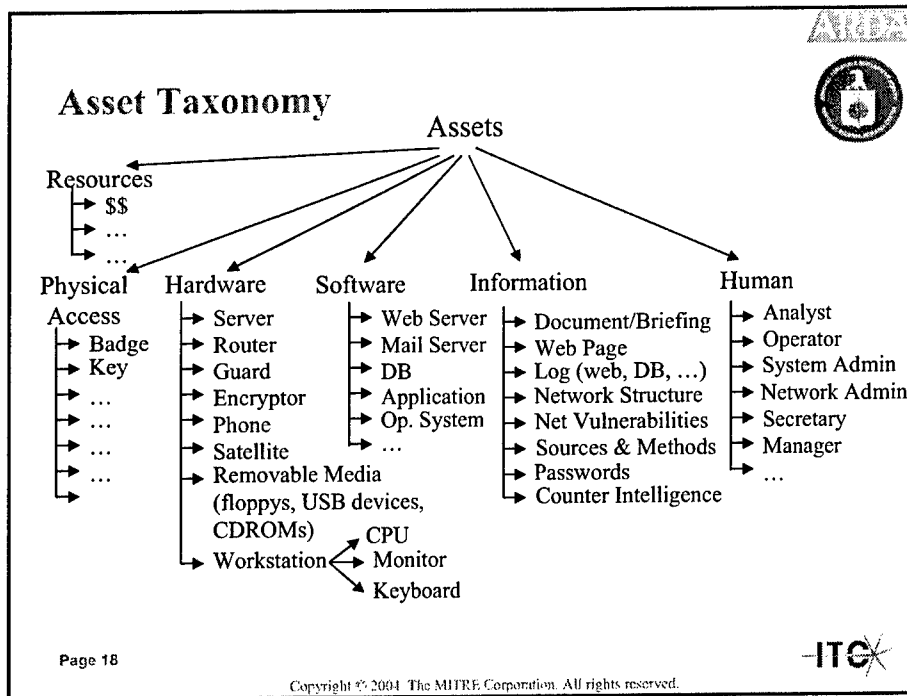 ARDA
Asset Taxonomy
Assets
Resources
$$
…
…
Physical
Access
Badge
Key
…
…
…
…
Hardware
Server
Router
Guard
Encryptor
Phone
Satellite
Removable Media
(floppys, USB devices,
CDROMs)
Workstation
CPU
Monitor
Keyboard
Software
Web Server
Mail Server
DB
Application
Op. System
…
Information
Document/Briefing
Web Page
Log (web, DB, …)
Network Structure
Net Vulnerabilities
Sources & Methods
Passwords
Counter Intelligence
Human
Analyst
Operator
System Admin
Network Admin
Secretary
Manager
…
Page 18
ITC
Copyright © 2004 The MITRE Corporation. All rights reserved.